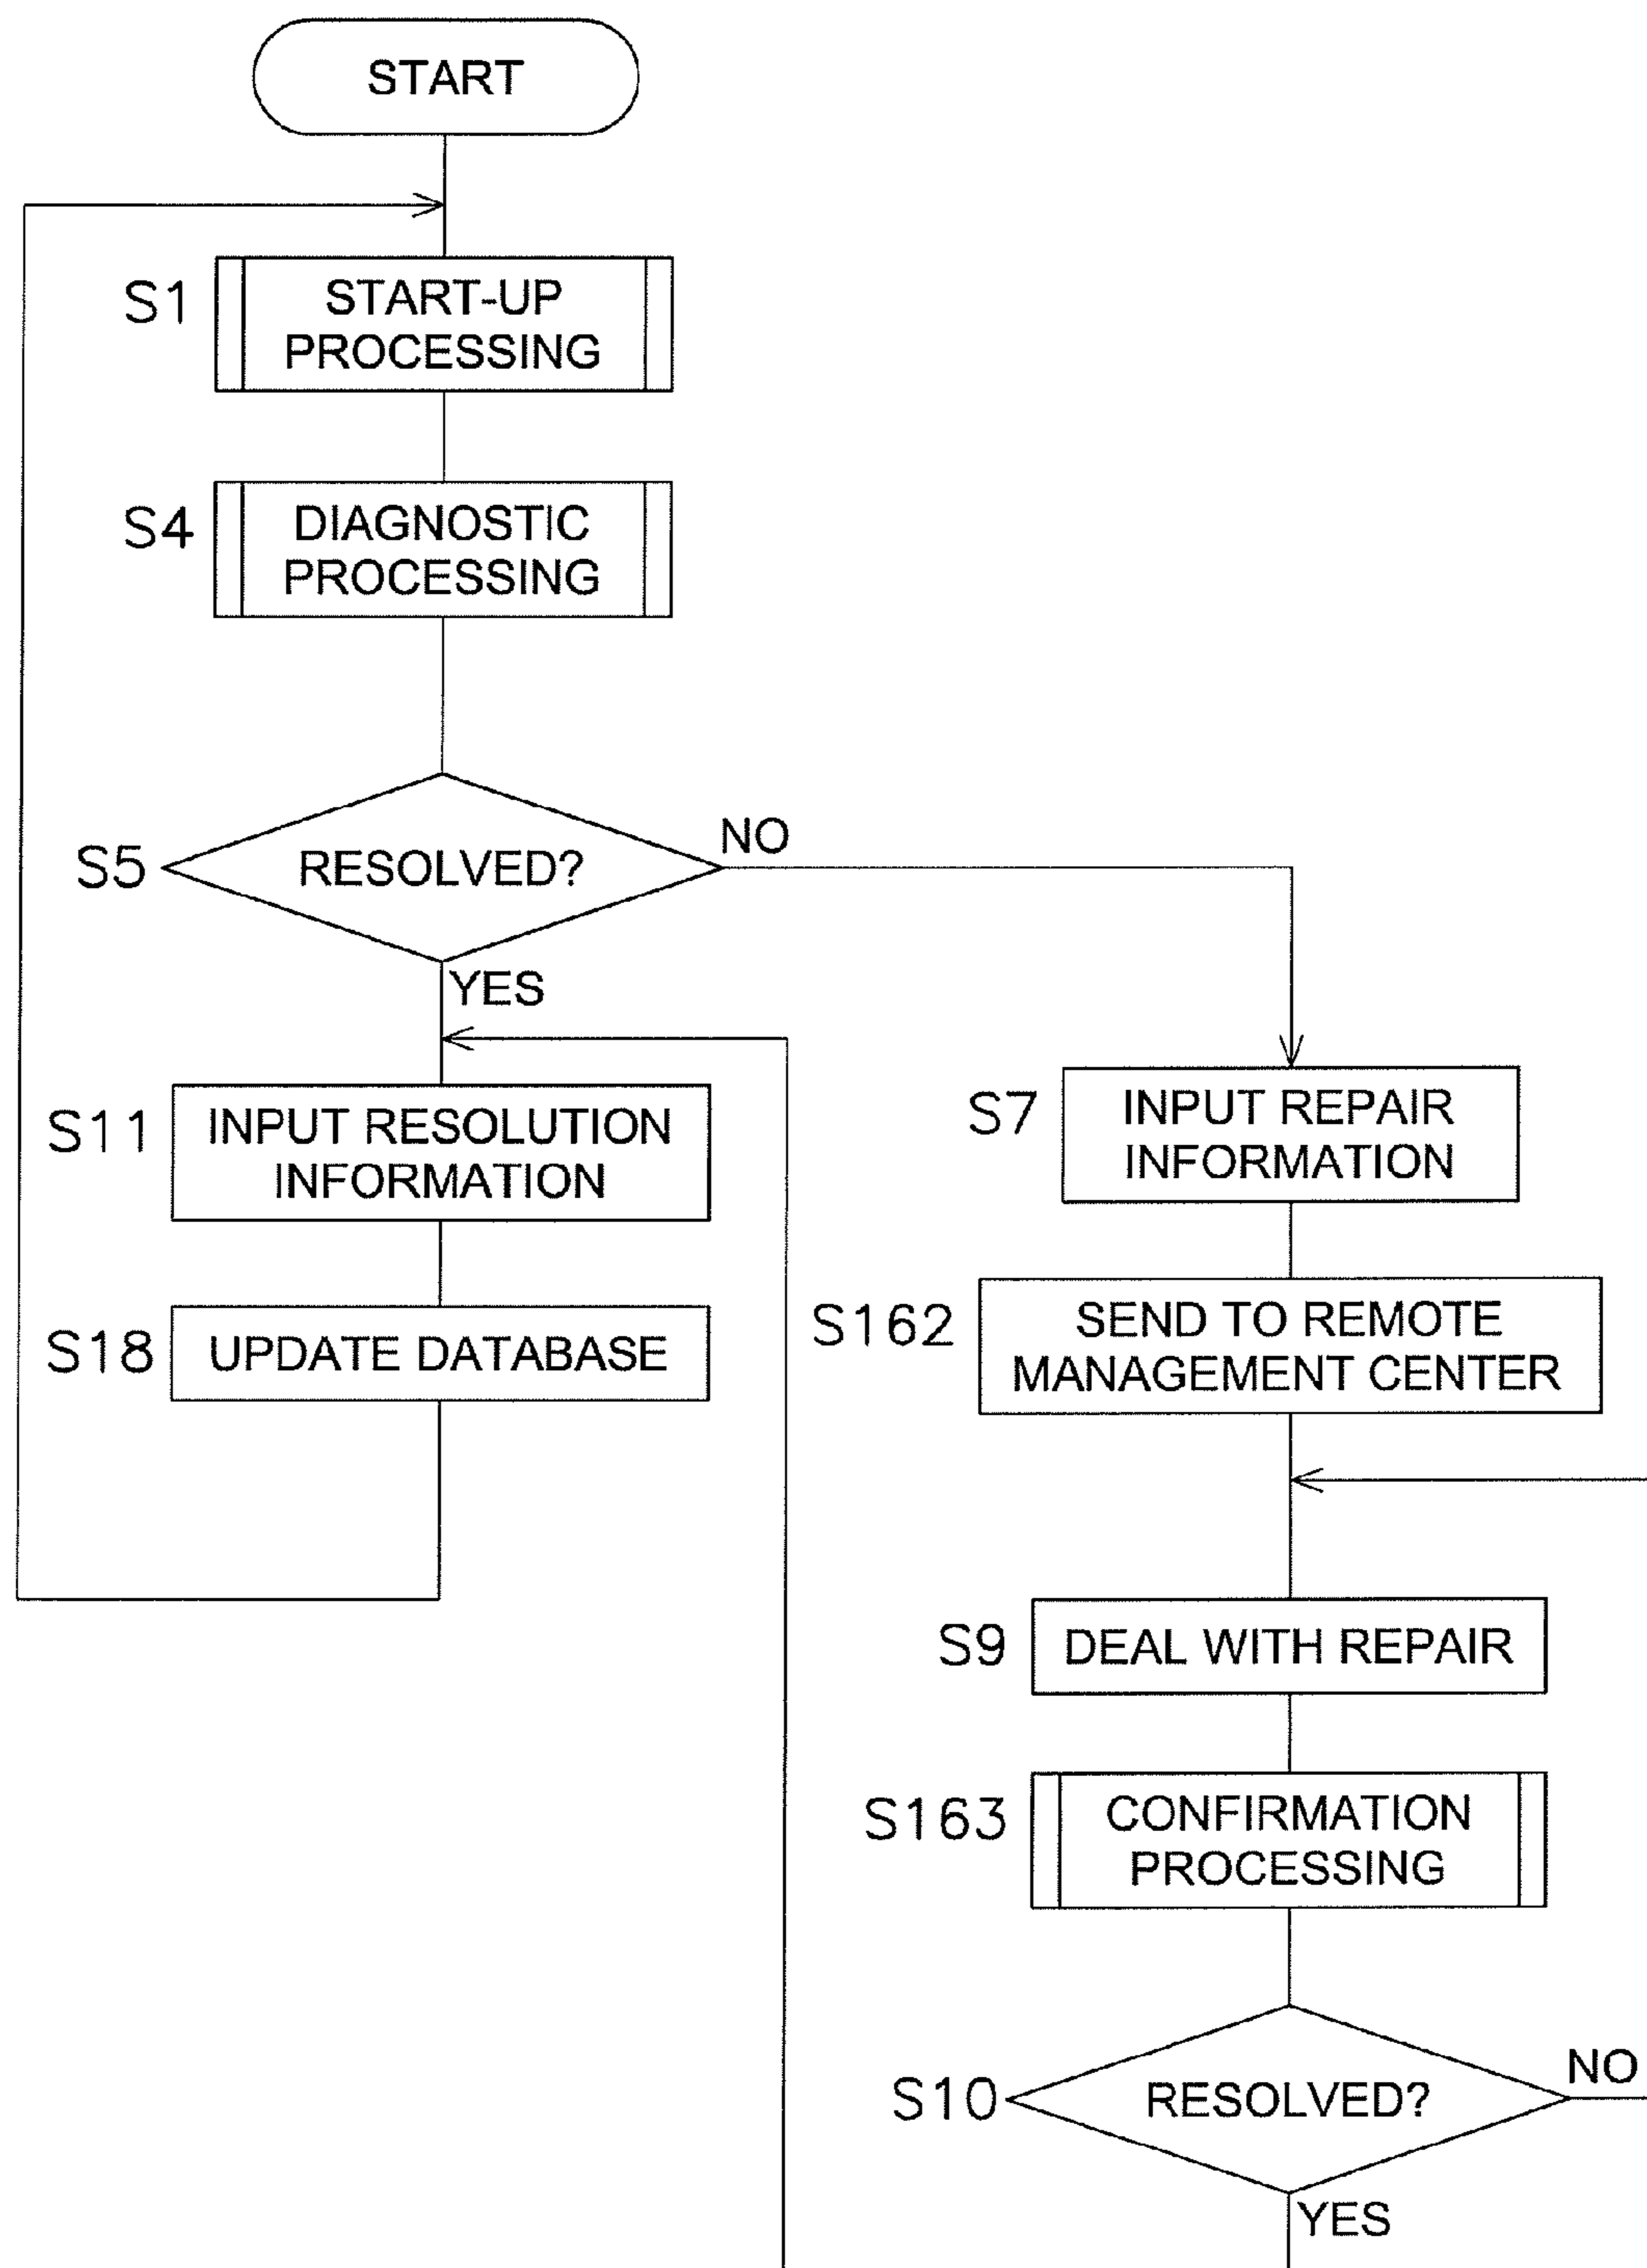 START
S1
START-UP
PROCESSING
S4
DIAGNOSTIC
PROCESSING
S5
RESOLVED?
NO
YES
S11
INPUT RESOLUTION
INFORMATION
S18
UPDATE DATABASE
S7
INPUT REPAIR
INFORMATION
S162
SEND TO REMOTE
MANAGEMENT CENTER
S9
DEAL WITH REPAIR
S163
CONFIRMATION
PROCESSING
S10
RESOLVED?
NO
YES